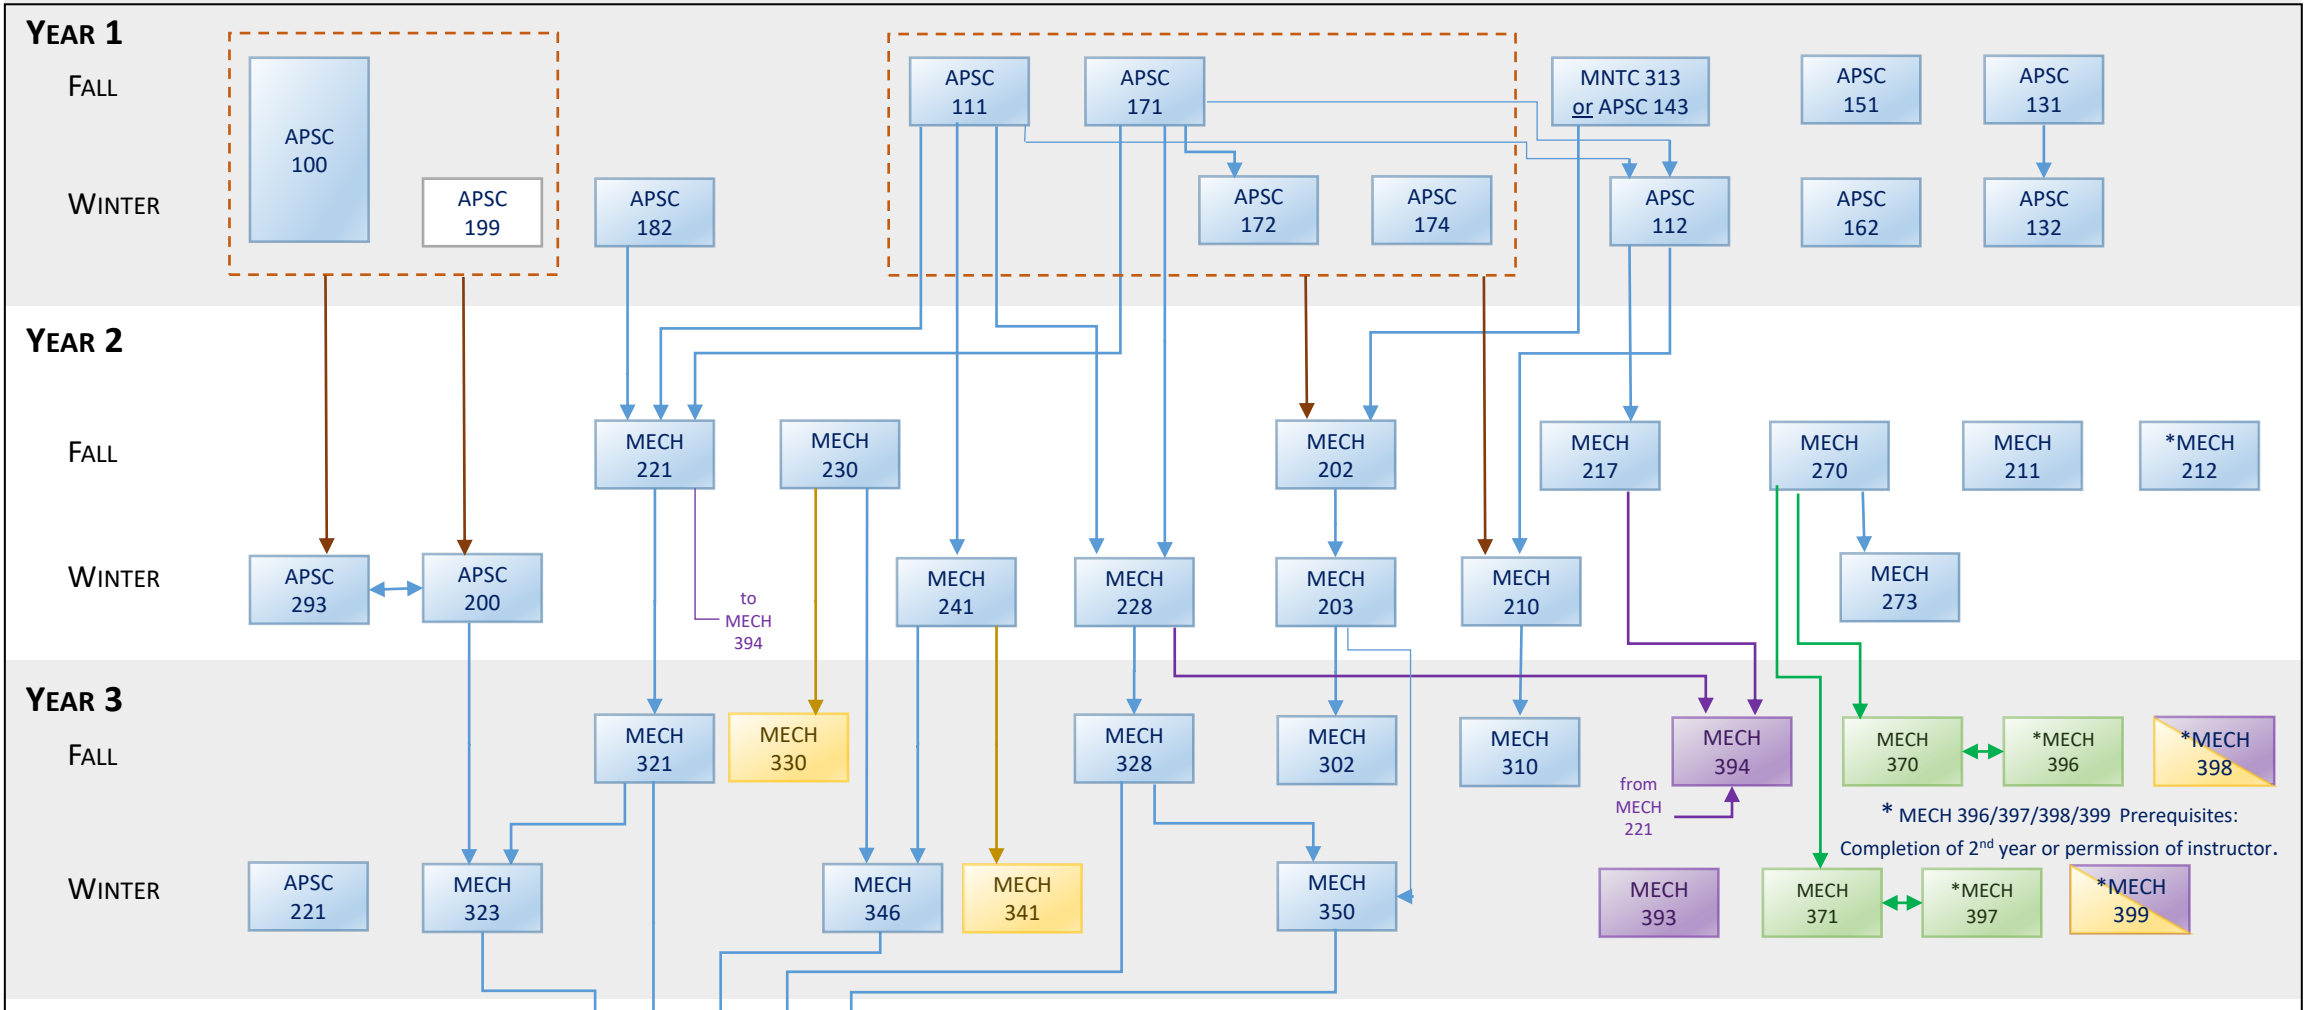 YEAR 1
FALL
APSC
100
APSC
111
APSC
171
MNTC 313
or APSC 143
APSC
151
APSC
131
WINTER
APSC
199
APSC
182
APSC
172
APSC
174
APSC
112
APSC
162
APSC
132
YEAR 2
FALL
MECH
221
MECH
230
MECH
202
MECH
217
MECH
270
MECH
211
*MECH
212
WINTER
APSC
293
APSC
200
to
MECH
394
MECH
241
MECH
228
MECH
203
MECH
210
MECH
273
YEAR 3
FALL
MECH
321
MECH
330
MECH
328
MECH
302
MECH
310
MECH
394
from
MECH
221
MECH
370
*MECH
396
*MECH
398
* MECH 396/397/398/399 Prerequisites:
Completion of 2nd year or permission of instructor.
WINTER
APSC
221
MECH
323
MECH
346
MECH
341
MECH
350
MECH
393
MECH
371
*MECH
397
*MECH
399